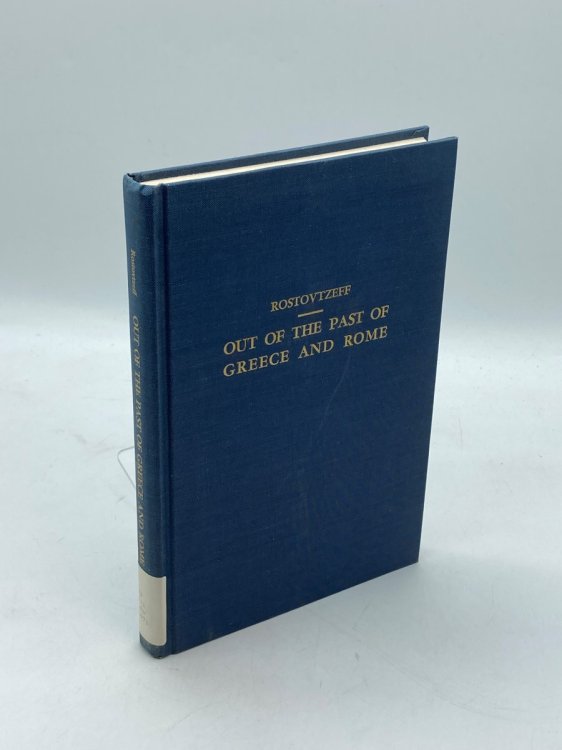 ROSTOVTZEFF
OUT OF THE PAST OF
GREECE AND ROME
Rostovtzeff OUT OF THE PAST OF GREECE AND ROME